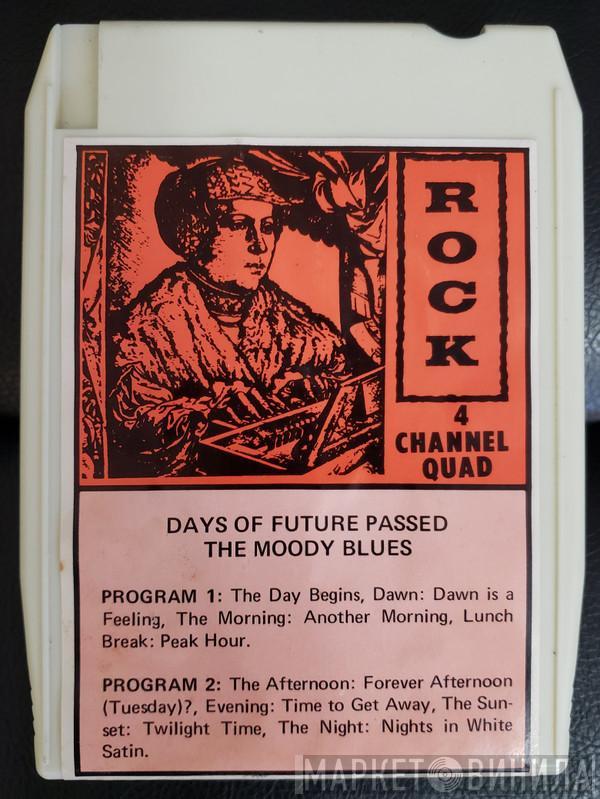 ROCK
4
CHANNEL
QUAD
DAYS OF FUTURE PASSED
THE MOODY BLUES
PROGRAM 1: The Day Begins, Dawn: Dawn is a
Feeling, The Morning: Another Morning, Lunch
Break: Peak Hour.
PROGRAM 2: The Afternoon: Forever Afternoon
(Tuesday)?, Evening: Time to Get Away, The Sun-
set: Twilight Time, The Night: Nights in White
Satin.
МАРКЕТ ВИНИЛА